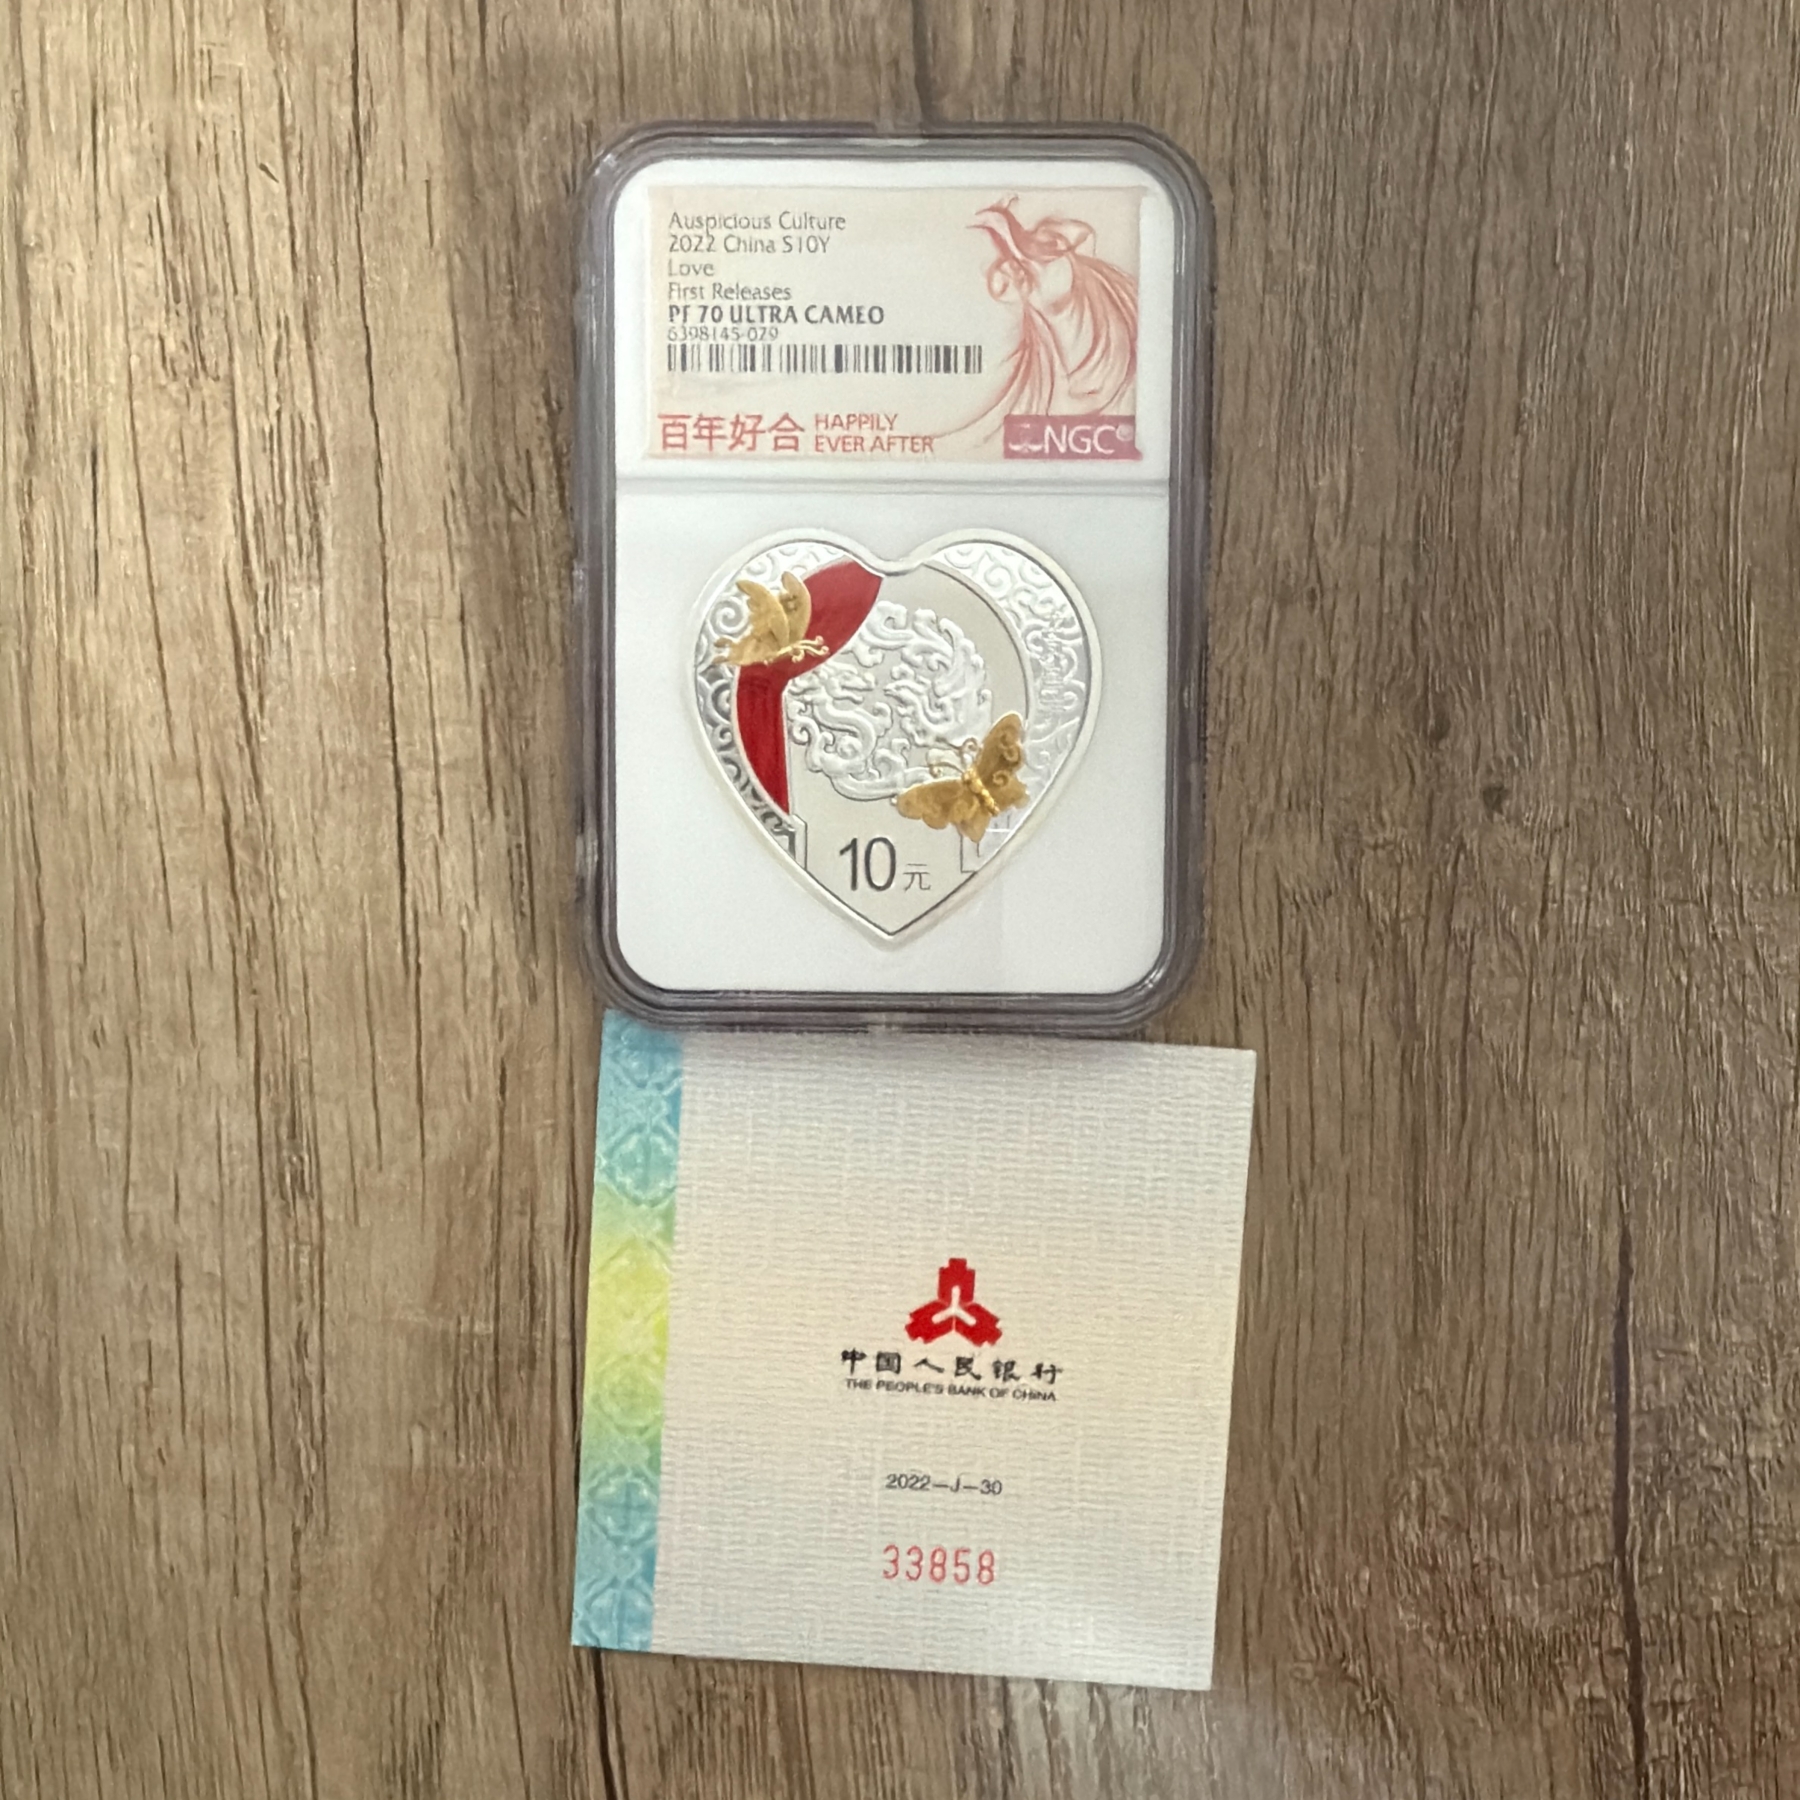 Auspicious Culture
2022 China S10Y
Love
First Releases
PF 70 ULTRA CAMEO
6398145-029
百年好合 HAPPILY
EVER AFTER
NGC
10元
中国人民银行
THE PEOPLE'S BANK OF CHINA
2022-J-30
33858